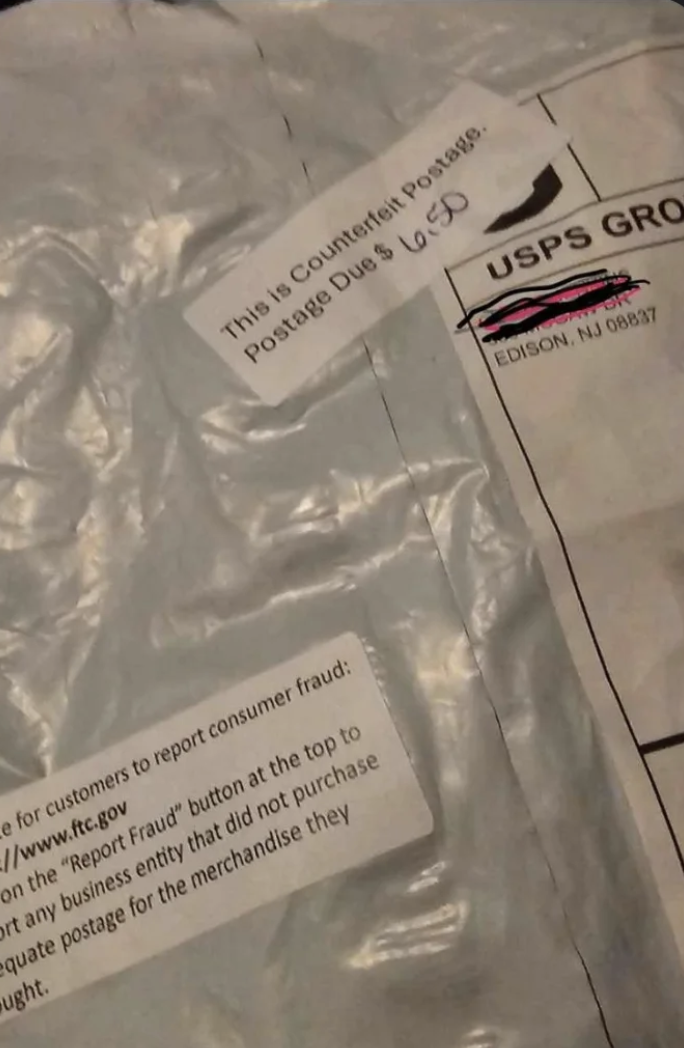 This is Counterfeit Postage.
Postage Due $ 6.50
USPS GRO
EDISON, NJ 08837
e for customers to report consumer fraud:
://www.ftc.gov
on the “Report Fraud” button at the top to
ort any business entity that did not purchase
equate postage for the merchandise they
ought.